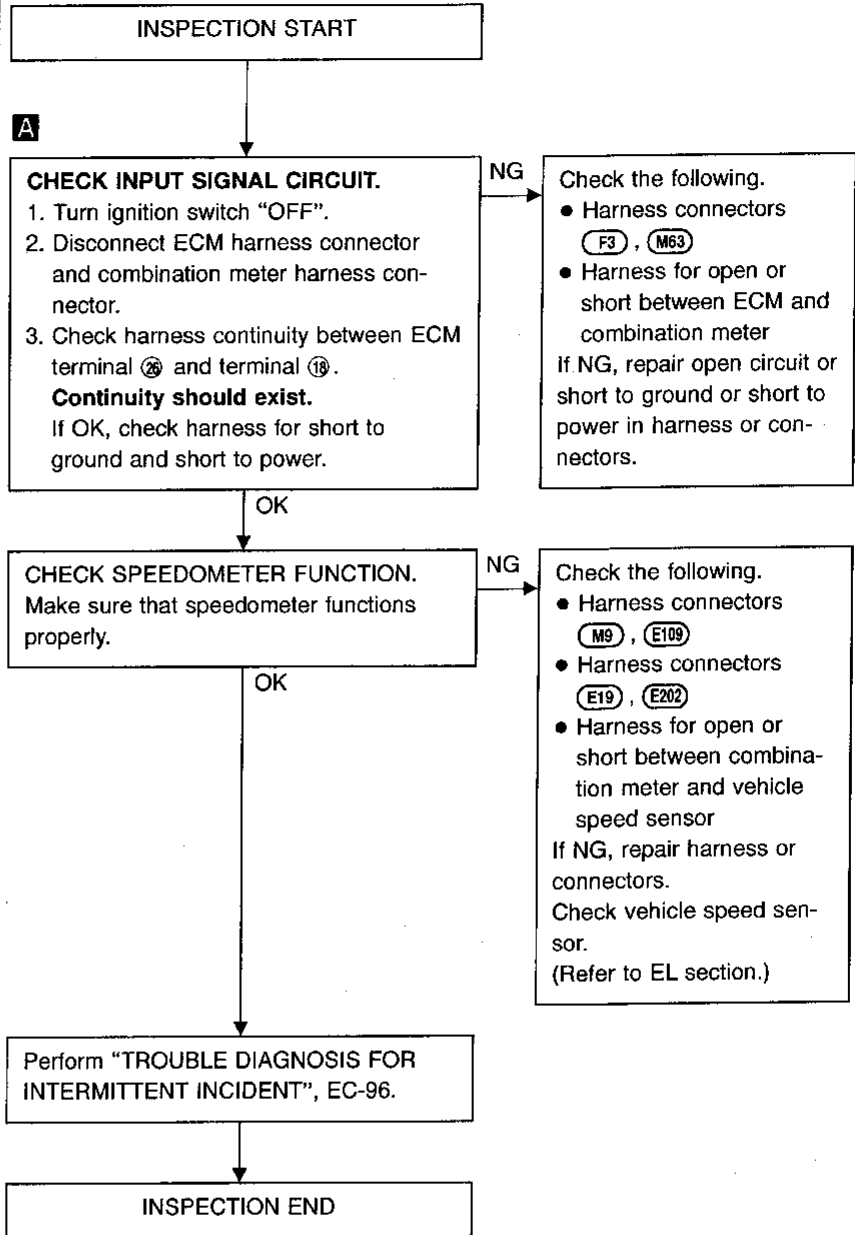 INSPECTION START
A
CHECK INPUT SIGNAL CIRCUIT.
1. Turn ignition switch “OFF”.
2. Disconnect ECM harness connector
and combination meter harness con-
nector.
3. Check harness continuity between ECM
terminal ㉖ and terminal ⑱.
Continuity should exist.
If OK, check harness for short to
ground and short to power.
NG
Check the following.
● Harness connectors
F3 , M63
● Harness for open or
short between ECM and
combination meter
If NG, repair open circuit or
short to ground or short to
power in harness or con-
nectors.
OK
CHECK SPEEDOMETER FUNCTION.
Make sure that speedometer functions
properly.
NG
Check the following.
● Harness connectors
M9 , E109
● Harness connectors
E19 , E202
● Harness for open or
short between combina-
tion meter and vehicle
speed sensor
If NG, repair harness or
connectors.
Check vehicle speed sen-
sor.
(Refer to EL section.)
OK
Perform “TROUBLE DIAGNOSIS FOR
INTERMITTENT INCIDENT”, EC-96.
INSPECTION END